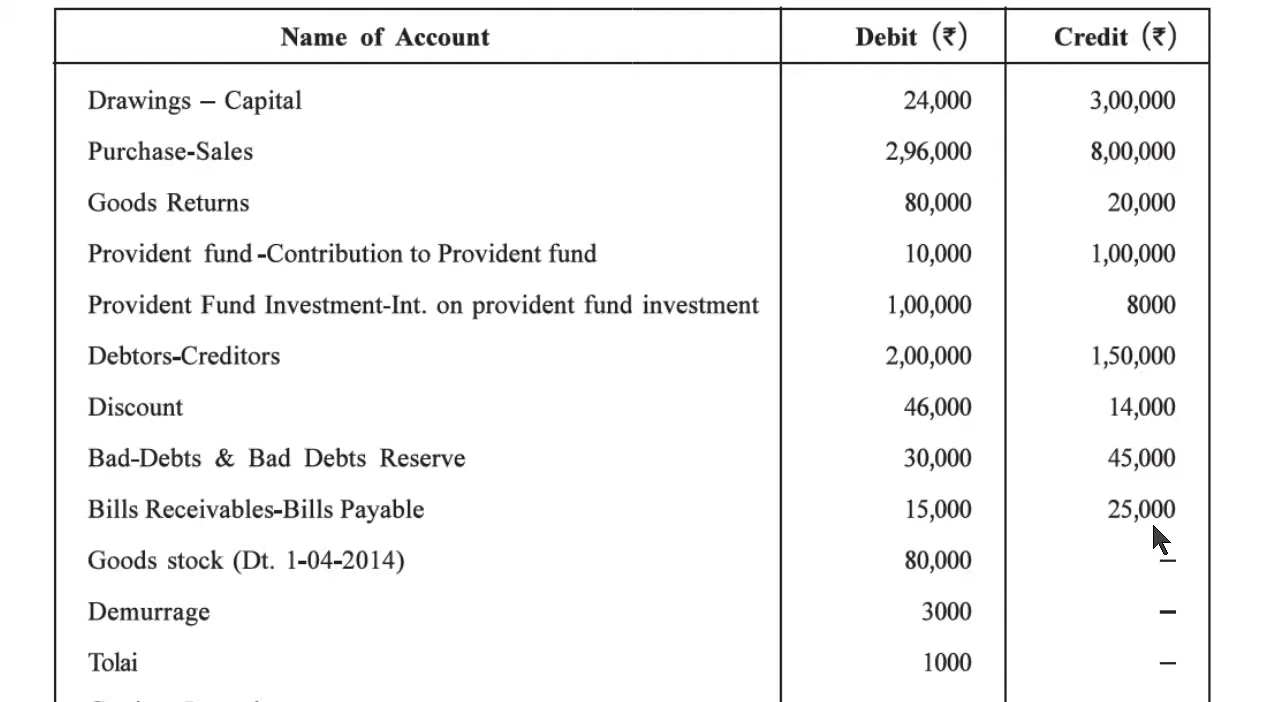 Name of Account Debit (₹) Credit (₹)
Drawings – Capital 24,000 3,00,000
Purchase-Sales 2,96,000 8,00,000
Goods Returns 80,000 20,000
Provident fund -Contribution to Provident fund 10,000 1,00,000
Provident Fund Investment-Int. on provident fund investment 1,00,000 8000
Debtors-Creditors 2,00,000 1,50,000
Discount 46,000 14,000
Bad-Debts & Bad Debts Reserve 30,000 45,000
Bills Receivables-Bills Payable 15,000 25,000
Goods stock (Dt. 1-04-2014) 80,000 –
Demurrage 3000 –
Tolai 1000 –